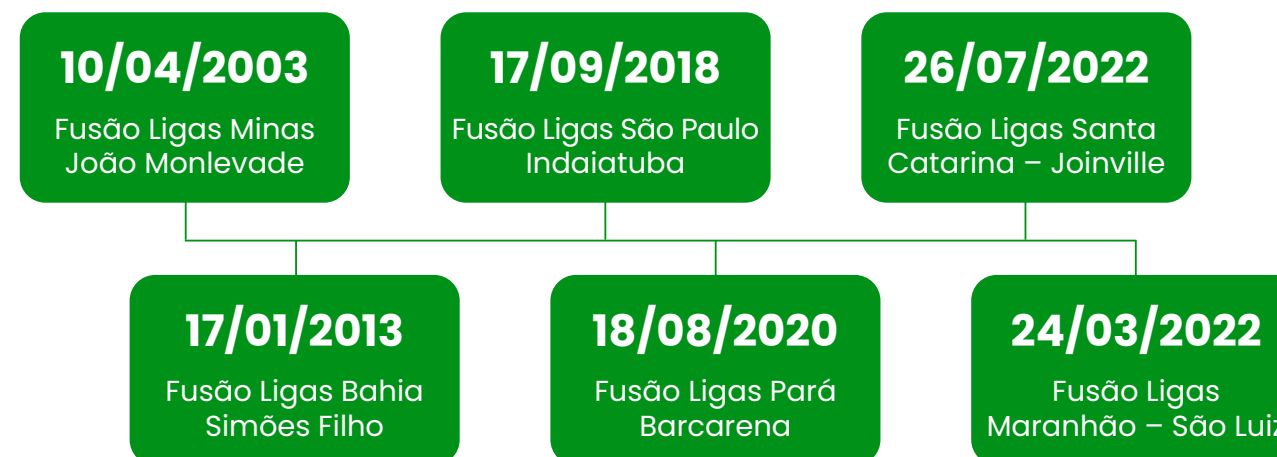 10/04/2003
Fusão Ligas Minas
João Monlevade
17/09/2018
Fusão Ligas São Paulo
Indaiatuba
26/07/2022
Fusão Ligas Santa
Catarina – Joinville
17/01/2013
Fusão Ligas Bahia
Simões Filho
18/08/2020
Fusão Ligas Pará
Barcarena
24/03/2022
Fusão Ligas
Maranhão – São Luiz